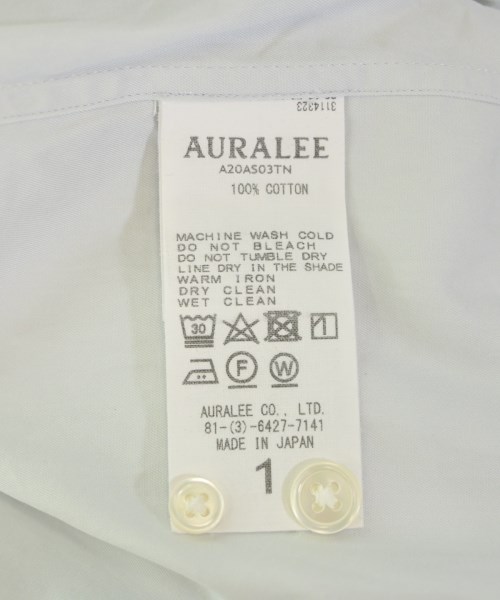 3114323
AURALEE
A20AS03TN
100% COTTON
MACHINE WASH COLD
DO NOT BLEACH
DO NOT TUMBLE DRY
LINE DRY IN THE SHADE
WARM IRON
DRY CLEAN
WET CLEAN
30
F W
AURALEE CO., LTD.
81-(3)-6427-7141
MADE IN JAPAN
1